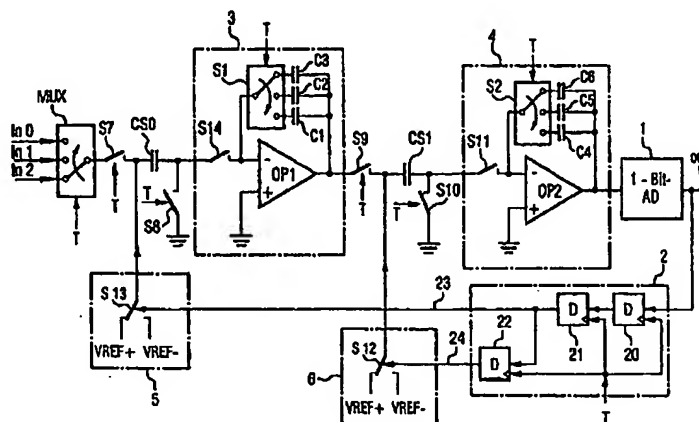 3
4
T
T
S1
C3
C2
C1
S2
C6
C5
C4
MUX
S7
CS0
S14
S9
CS1
S11
1
In 0
In 1
In 2
OP1
OP2
1 - Bit-
AD
T
T
S8
T
T
S10
T
2
S13
23
D
D
VREF+
VREF-
S12
24
22
D
21
20
5
6
VREF+
VREF-
T